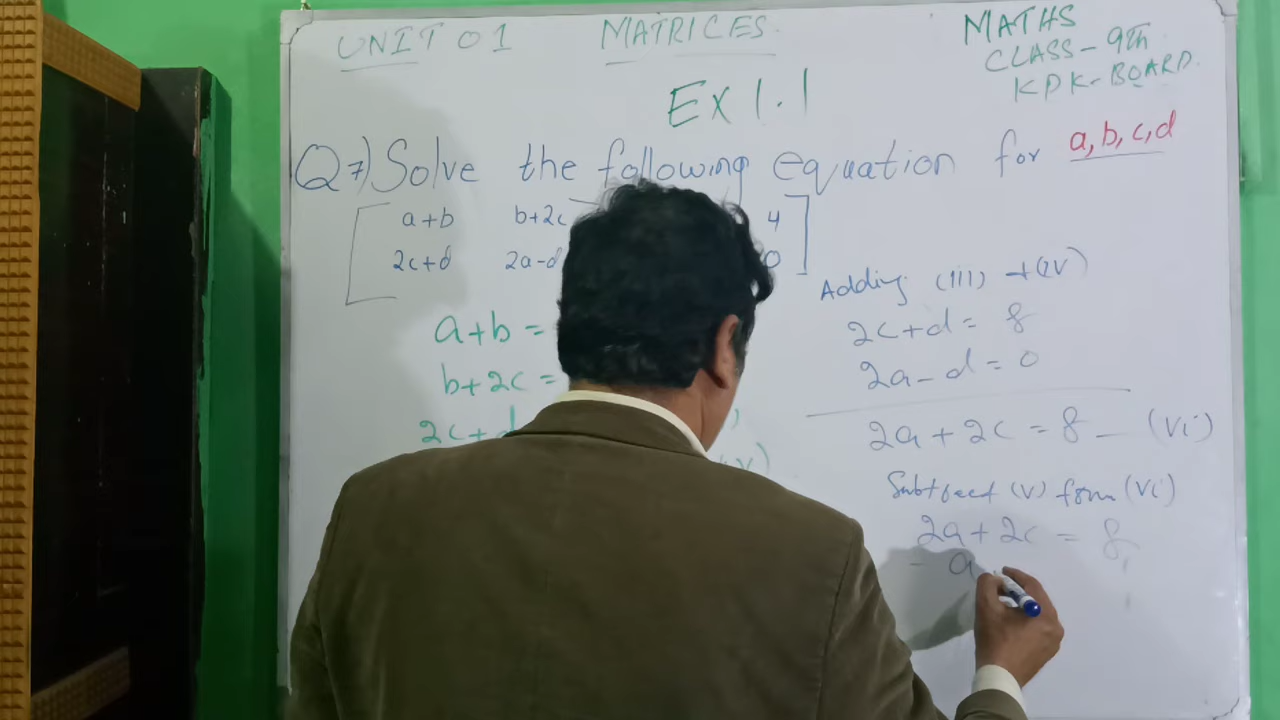 UNIT 01 MATRICES MATHS
CLASS-9th
KPK-BOARD.
EX 1.1
Q7) Solve the following equation for a,b,c,d
a+b b+2c 4
2c+d 2a-d 0
a+b =
b+2c =
2c+d
Adding (iii) + (iv)
2c+d = 8
2a-d = 0
2a+2c = 8 - (vi)
Subtrect (v) form (vi)
2a+2c = 8
- a